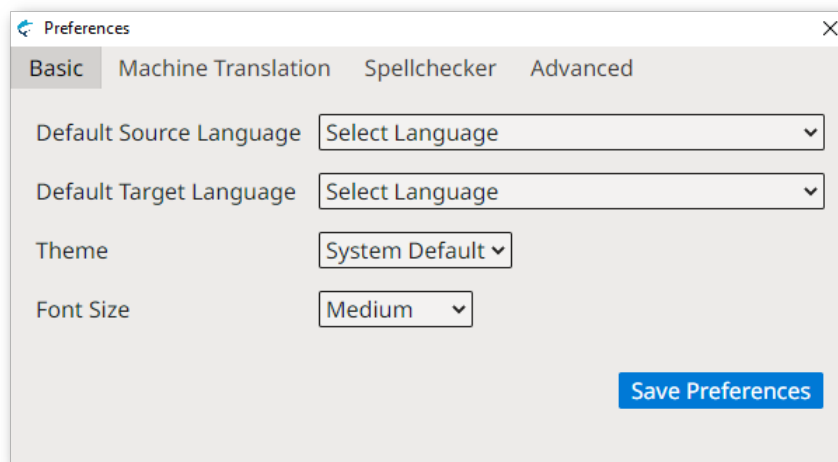 Preferences
Basic Machine Translation Spellchecker Advanced
Default Source Language Select Language
Default Target Language Select Language
Theme System Default
Font Size Medium
Save Preferences